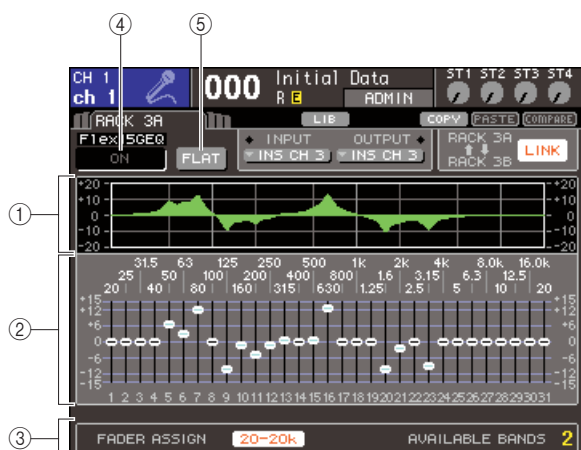 ④ ⑤
CH 1
ch 1
000 Initial Data
R E ADMIN
ST1 ST2 ST3 ST4
RACK 3A LIB COPY PASTE COMPARE
Flex15GEQ
ON FLAT
INPUT OUTPUT
INS CH 3 INS CH 3
RACK 3A
RACK 3B
LINK
①
+20 +20
+10 +10
0 0
-10 -10
-20 -20
②
31.5 63 125 250 500 1k 2k 4k 8.0k 16.0k
25 50 100 200 400 800 1.6 3.15 6.3 12.5
20 40 80 160 315 630 1.25 2.5 5 10 20
+15 +15
+12 +12
+6 +6
0 0
-6 -6
-12 -12
-15 -15
1 2 3 4 5 6 7 8 9 10 11 12 13 14 15 16 17 18 19 20 21 22 23 24 25 26 27 28 29 30 31
③
FADER ASSIGN 20-20k AVAILABLE BANDS 2